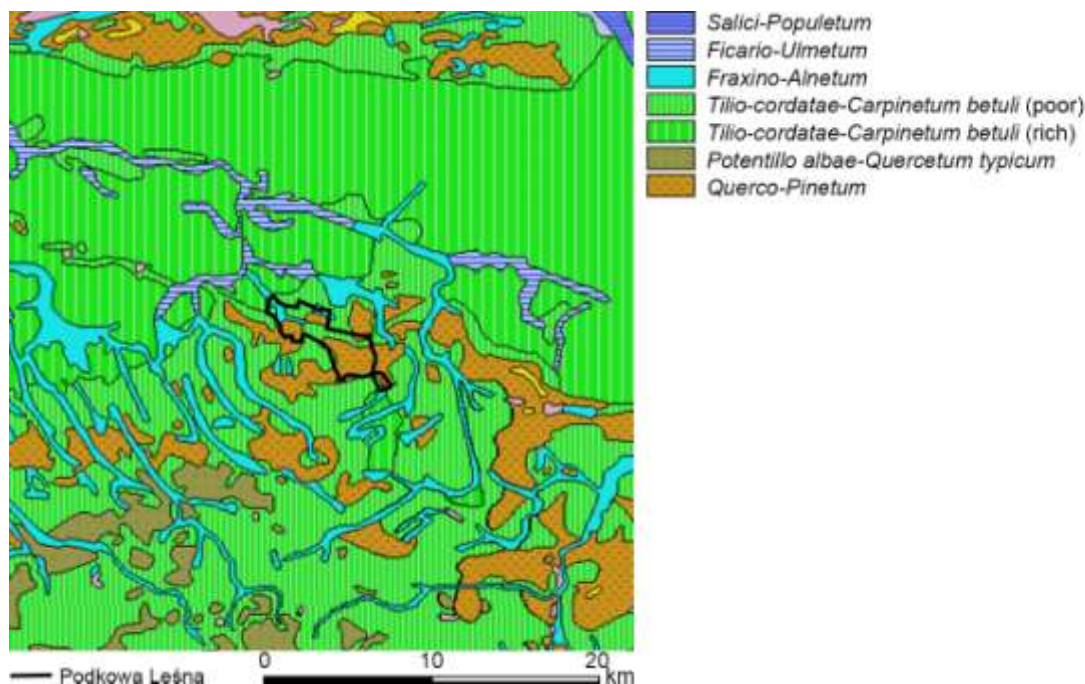 Salici-Populetum
Ficario-Ulmetum
Fraxino-Alnetum
Tilio-cordatae-Carpinetum betuli (poor)
Tilio-cordatae-Carpinetum betuli (rich)
Potentillo albae-Quercetum typicum
Querco-Pinetum
Podkowa Leśna
0 10 20
km